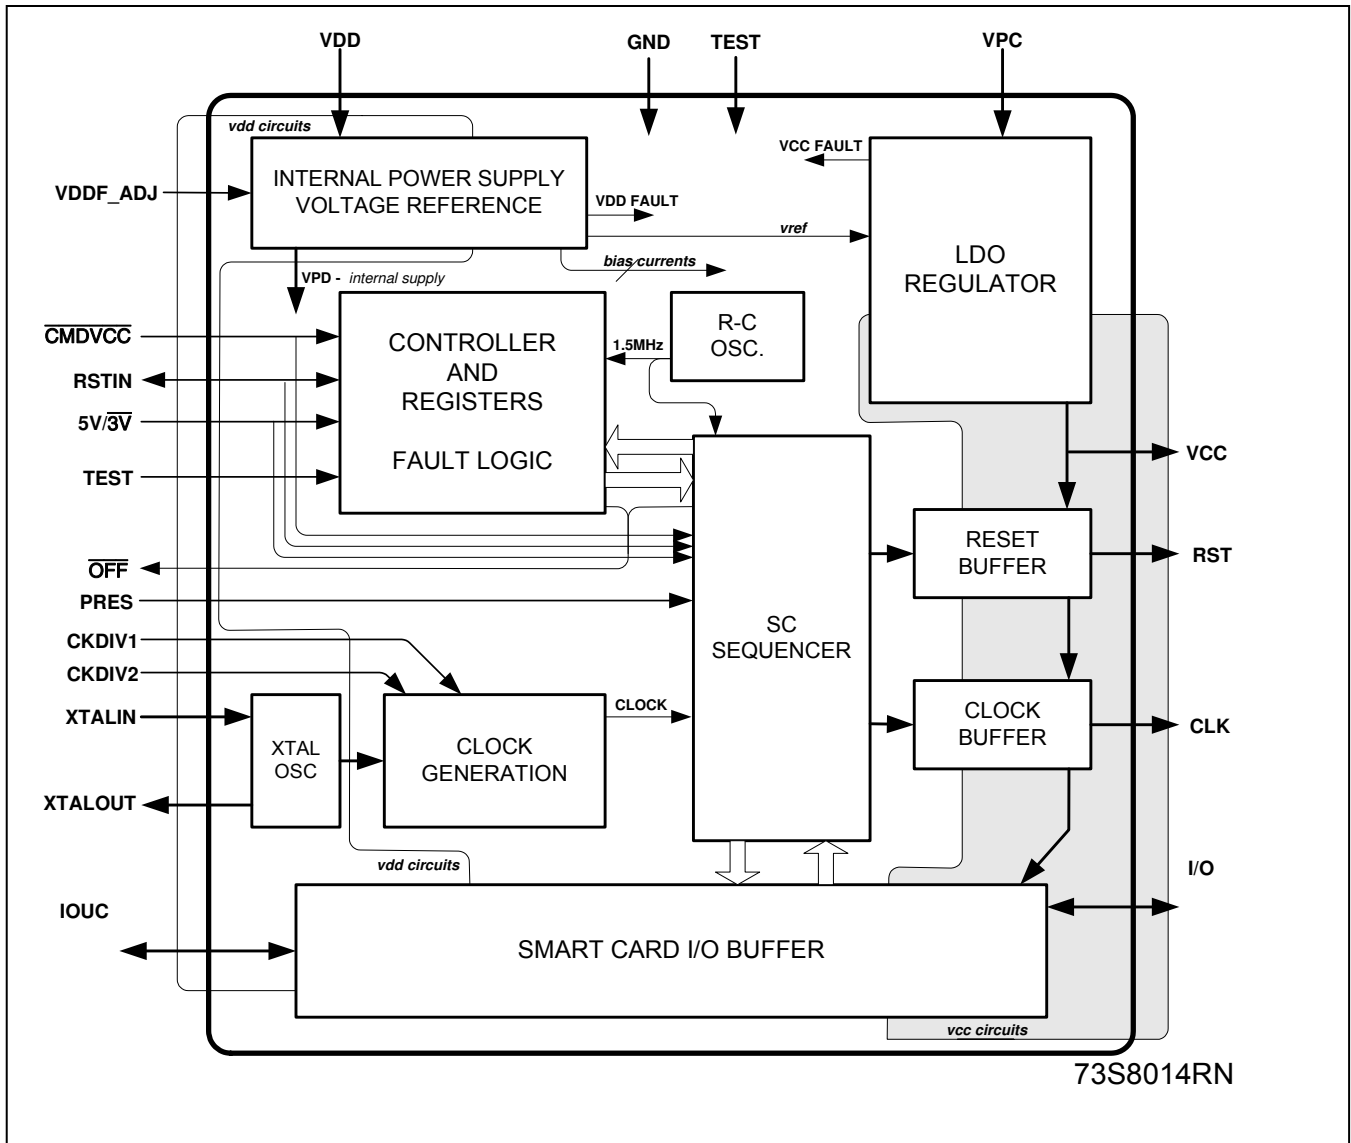 VDD
GND
TEST
VPC
vdd circuits
VCC FAULT
INTERNAL POWER SUPPLY
VOLTAGE REFERENCE
VDDF_ADJ
VDD FAULT
vref
LDO
REGULATOR
bias currents
VPD - internal supply
CMDVCC
RSTIN
5V/3V
TEST
CONTROLLER
AND
REGISTERS
FAULT LOGIC
1.5MHz
R-C
OSC.
VCC
RESET
BUFFER
RST
OFF
PRES
CKDIV1
CKDIV2
XTALIN
XTALOUT
SC
SEQUENCER
XTAL
OSC
CLOCK
GENERATION
CLOCK
CLOCK
BUFFER
CLK
vdd circuits
I/O
IOUC
SMART CARD I/O BUFFER
vcc circuits
73S8014RN